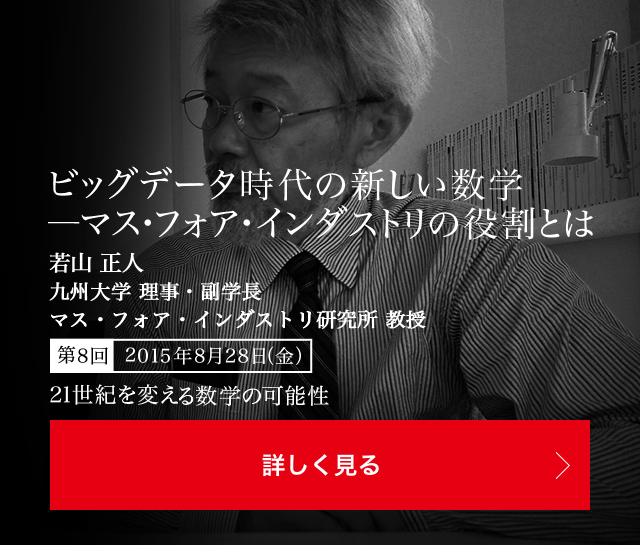 ビッグデータ時代の新しい数学
―マス・フォア・インダストリの役割とは
若山 正人
九州大学 理事・副学長
マス・フォア・インダストリ研究所 教授
第8回 2015年8月28日(金)
21世紀を変える数学の可能性
詳しく見る